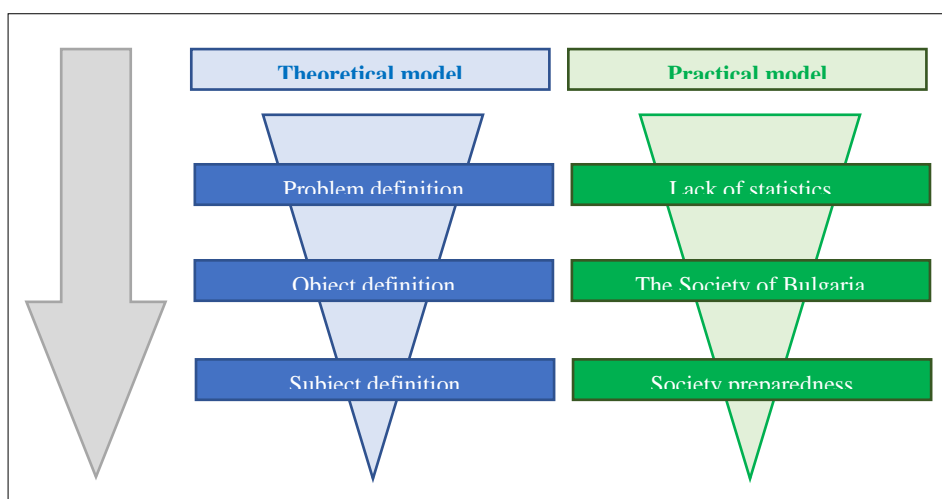 Theoretical model
Practical model
Problem definition
Lack of statistics
Object definition
The Society of Bulgaria
Subject definition
Society preparedness